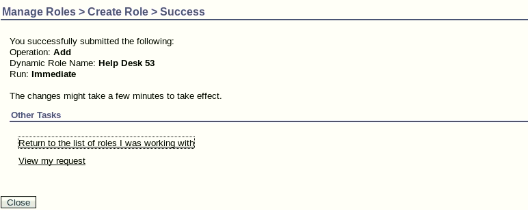 Manage Roles > Create Role > Success
You successfully submitted the following:
Operation: Add
Dynamic Role Name: Help Desk 53
Run: Immediate
The changes might take a few minutes to take effect.
Other Tasks
Return to the list of roles I was working with
View my request
Close